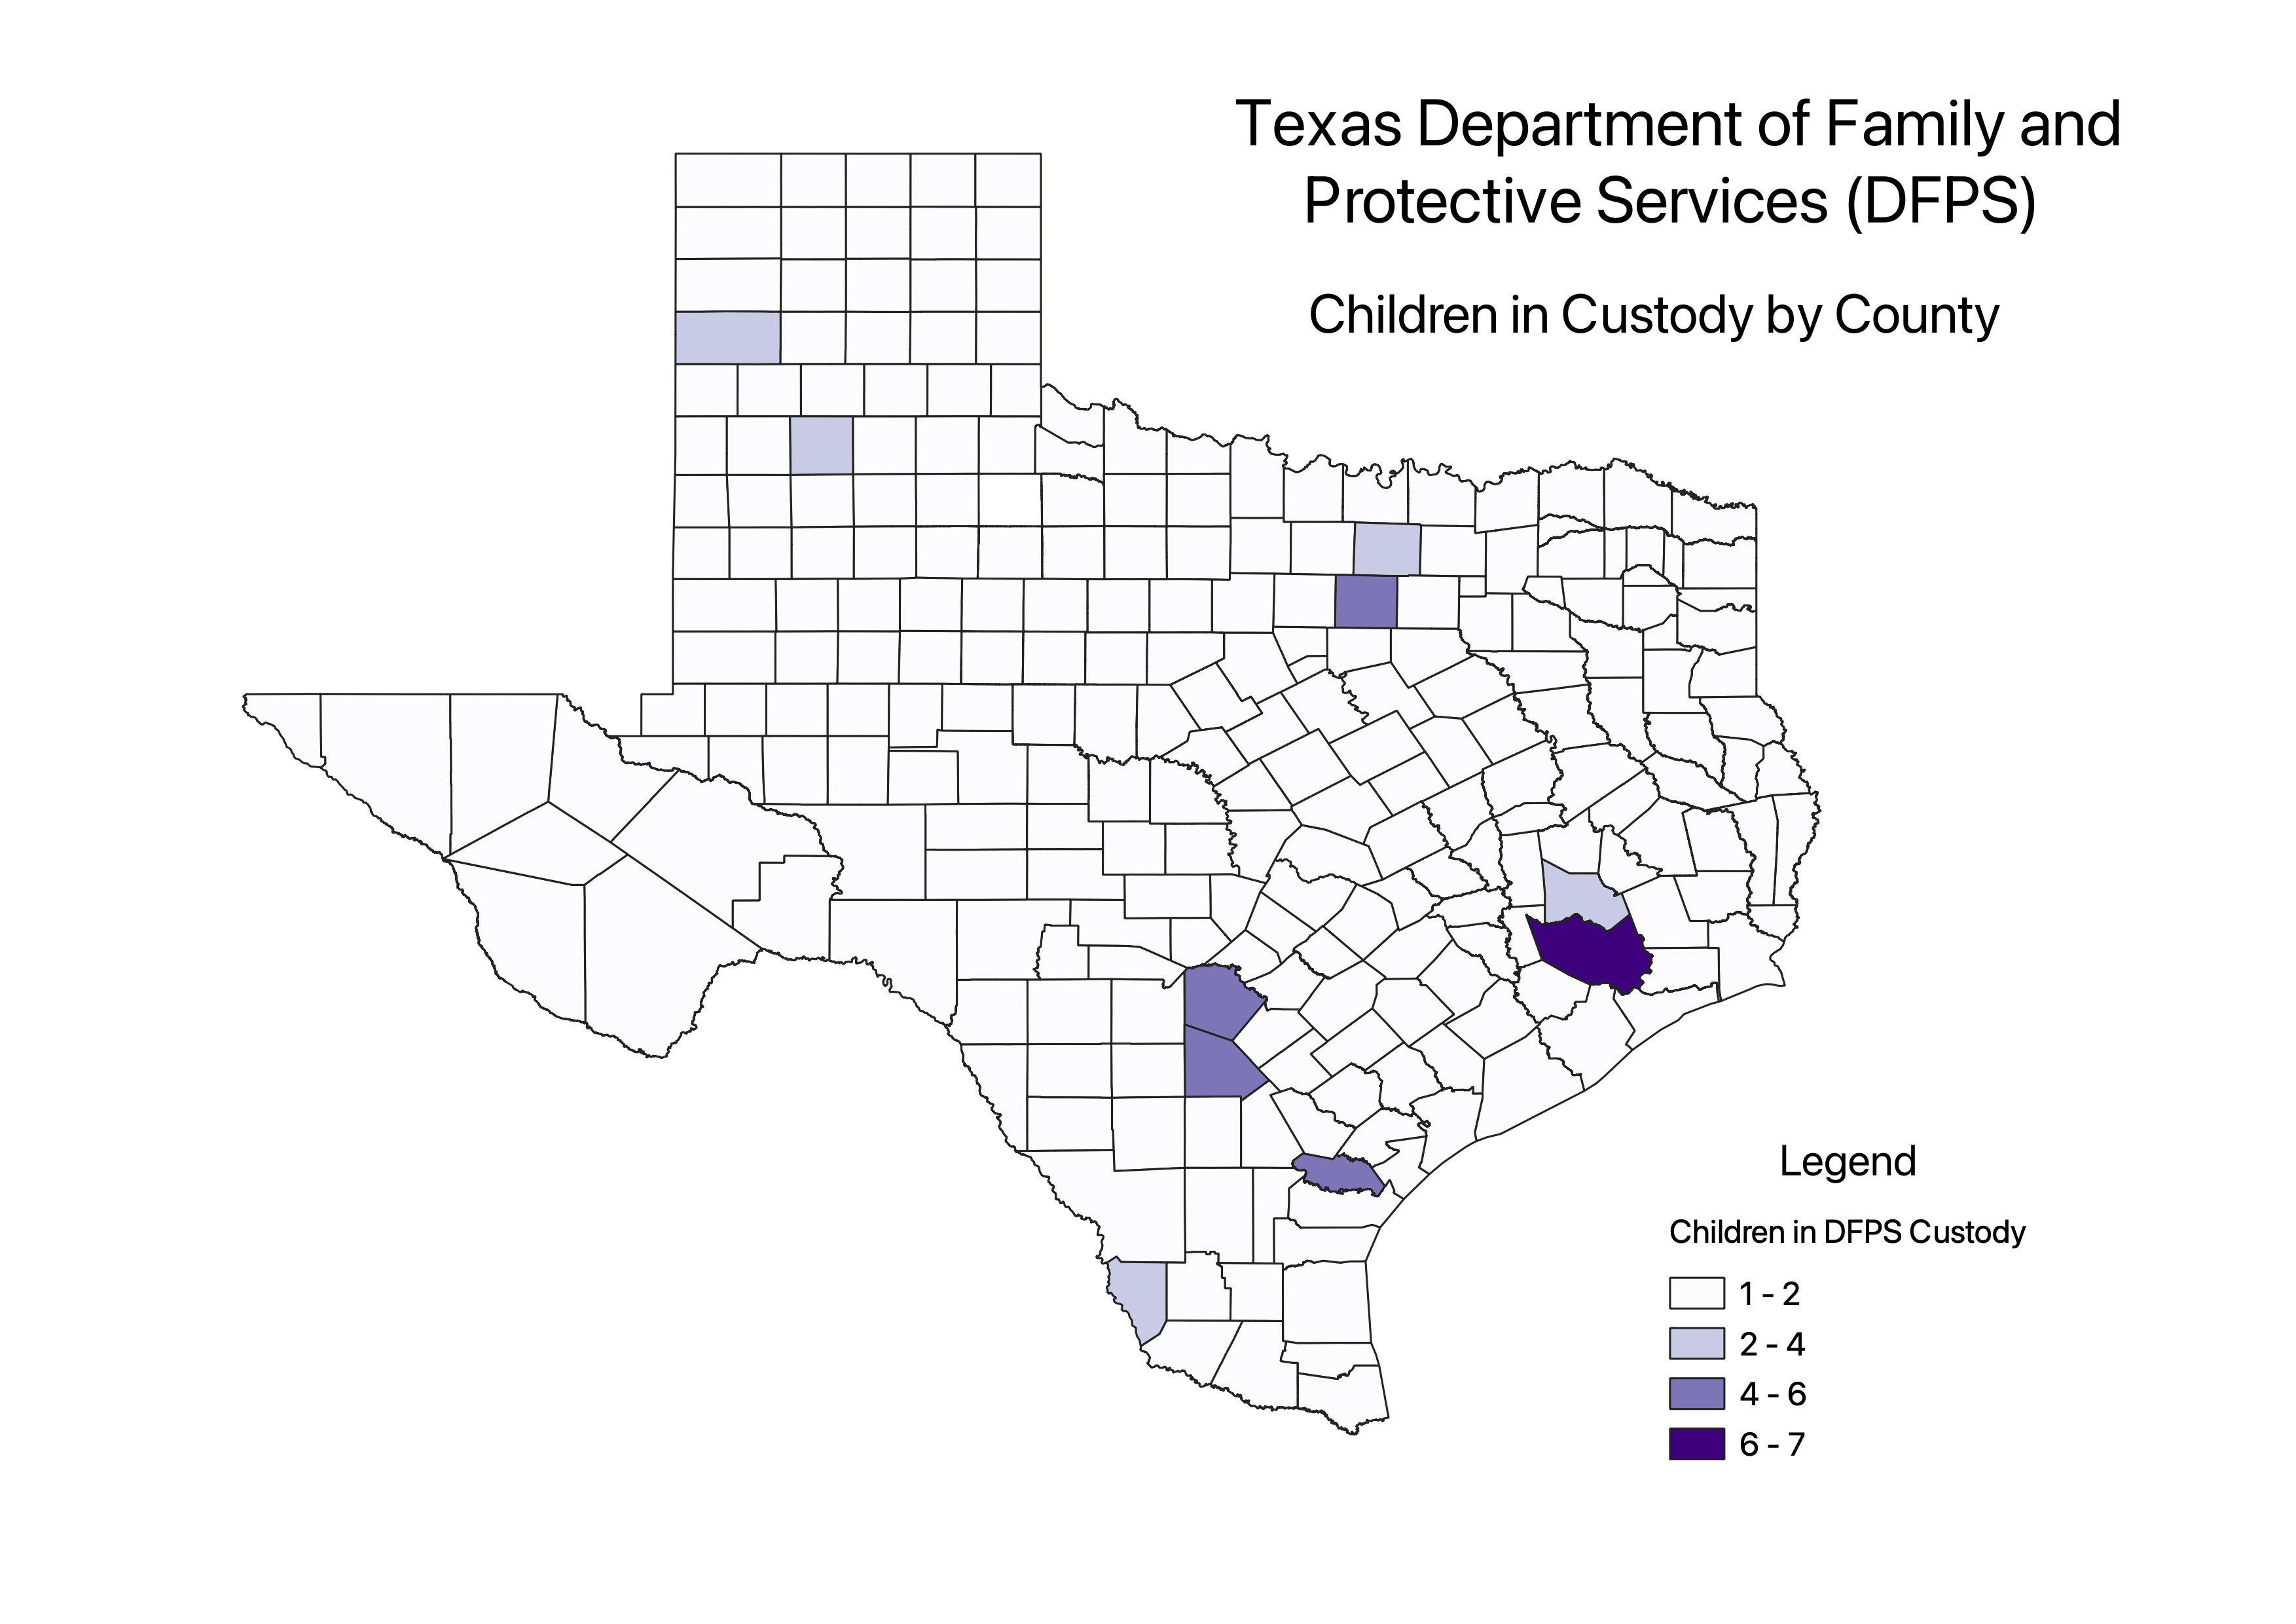 Texas Department of Family and
Protective Services (DFPS)
Children in Custody by County
Legend
Children in DFPS Custody
1 - 2
2 - 4
4 - 6
6 - 7